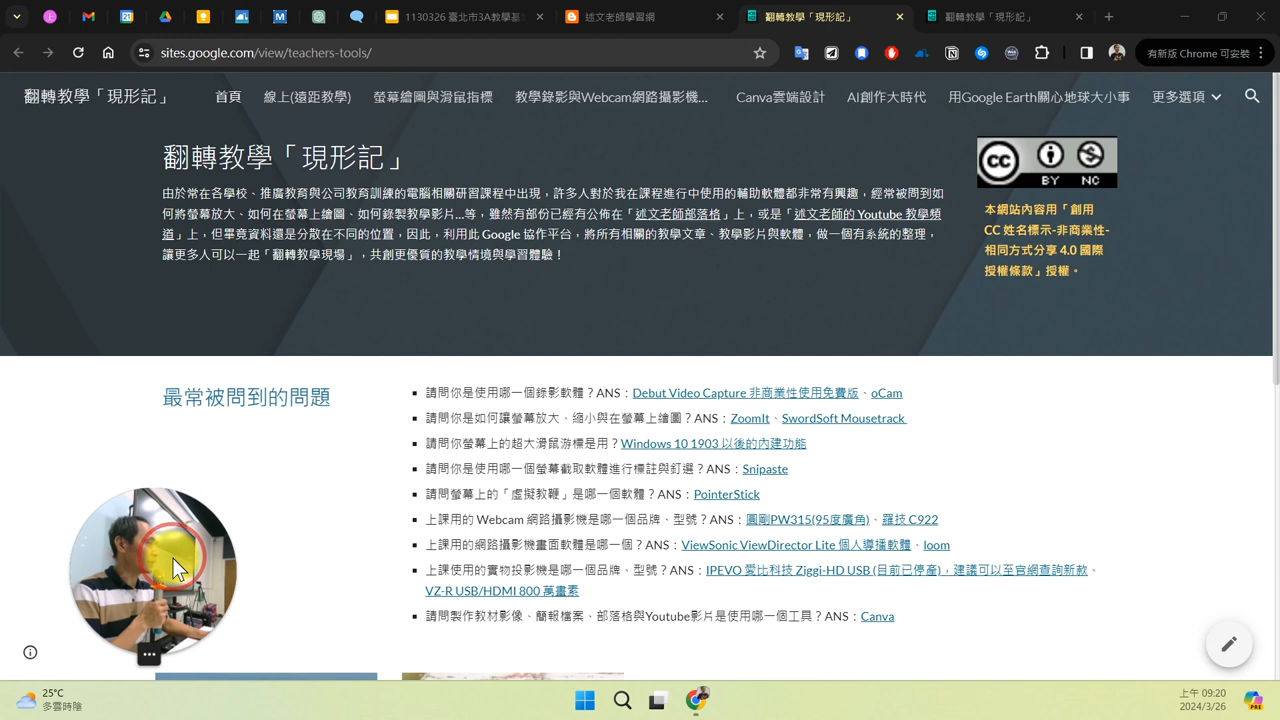 1130326 臺北市3A教學基
述文老師學習網
翻轉教學「現形記」
翻轉教學「現形記」
sites.google.com/view/teachers-tools/
有新版 Chrome 可安裝
翻轉教學「現形記」
首頁
線上(遠距教學)
螢幕繪圖與滑鼠指標
教學錄影與Webcam網路攝影機...
Canva雲端設計
AI創作大時代
用Google Earth關心地球大小事
更多選項
翻轉教學「現形記」
由於常在各學校、推廣教育與公司教育訓練的電腦相關研習課程中出現，許多人對於我在課程進行中使用的輔助軟體都非常有興趣，經常被問到如
何將螢幕放大、如何在螢幕上繪圖、如何錄製教學影片...等，雖然有部份已經有公佈在「述文老師部落格」上，或是「述文老師的 Youtube 教學頻
道」上，但畢竟資料還是分散在不同的位置，因此，利用此 Google 協作平台，將所有相關的教學文章、教學影片與軟體，做一個有系統的整理，
讓更多人可以一起「翻轉教學現場」，共創更優質的教學情境與學習體驗！
CC
BY NC
本網站內容用「創用
CC 姓名標示-非商業性-
相同方式分享 4.0 國際
授權條款」授權。
最常被問到的問題
請問你是使用哪一個錄影軟體？ANS：Debut Video Capture 非商業性使用免費版、oCam
請問你是如何讓螢幕放大、縮小與在螢幕上繪圖？ANS：ZoomIt、SwordSoft Mousetrack
請問你螢幕上的超大滑鼠游標是用？Windows 10 1903 以後的內建功能
請問你是使用哪一個螢幕截取軟體進行標註與釘選？ANS：Snipaste
請問螢幕上的「虛擬教鞭」是哪一個軟體？ANS：PointerStick
上課用的 Webcam 網路攝影機是哪一個品牌、型號？ANS：圓剛PW315(95度廣角)、羅技 C922
上課用的網路攝影機畫面軟體是哪一個？ANS：ViewSonic ViewDirector Lite 個人導播軟體、loom
上課使用的實物投影機是哪一個品牌、型號？ANS：IPEVO 愛比科技 Ziggi-HD USB (目前已停產)，建議可以至官網查詢新款、
VZ-R USB/HDMI 800 萬畫素
請問製作教材影像、簡報檔案、部落格與Youtube影片是使用哪一個工具？ANS：Canva
25°C
多雲時陰
上午 09:20
2024/3/26
PRE